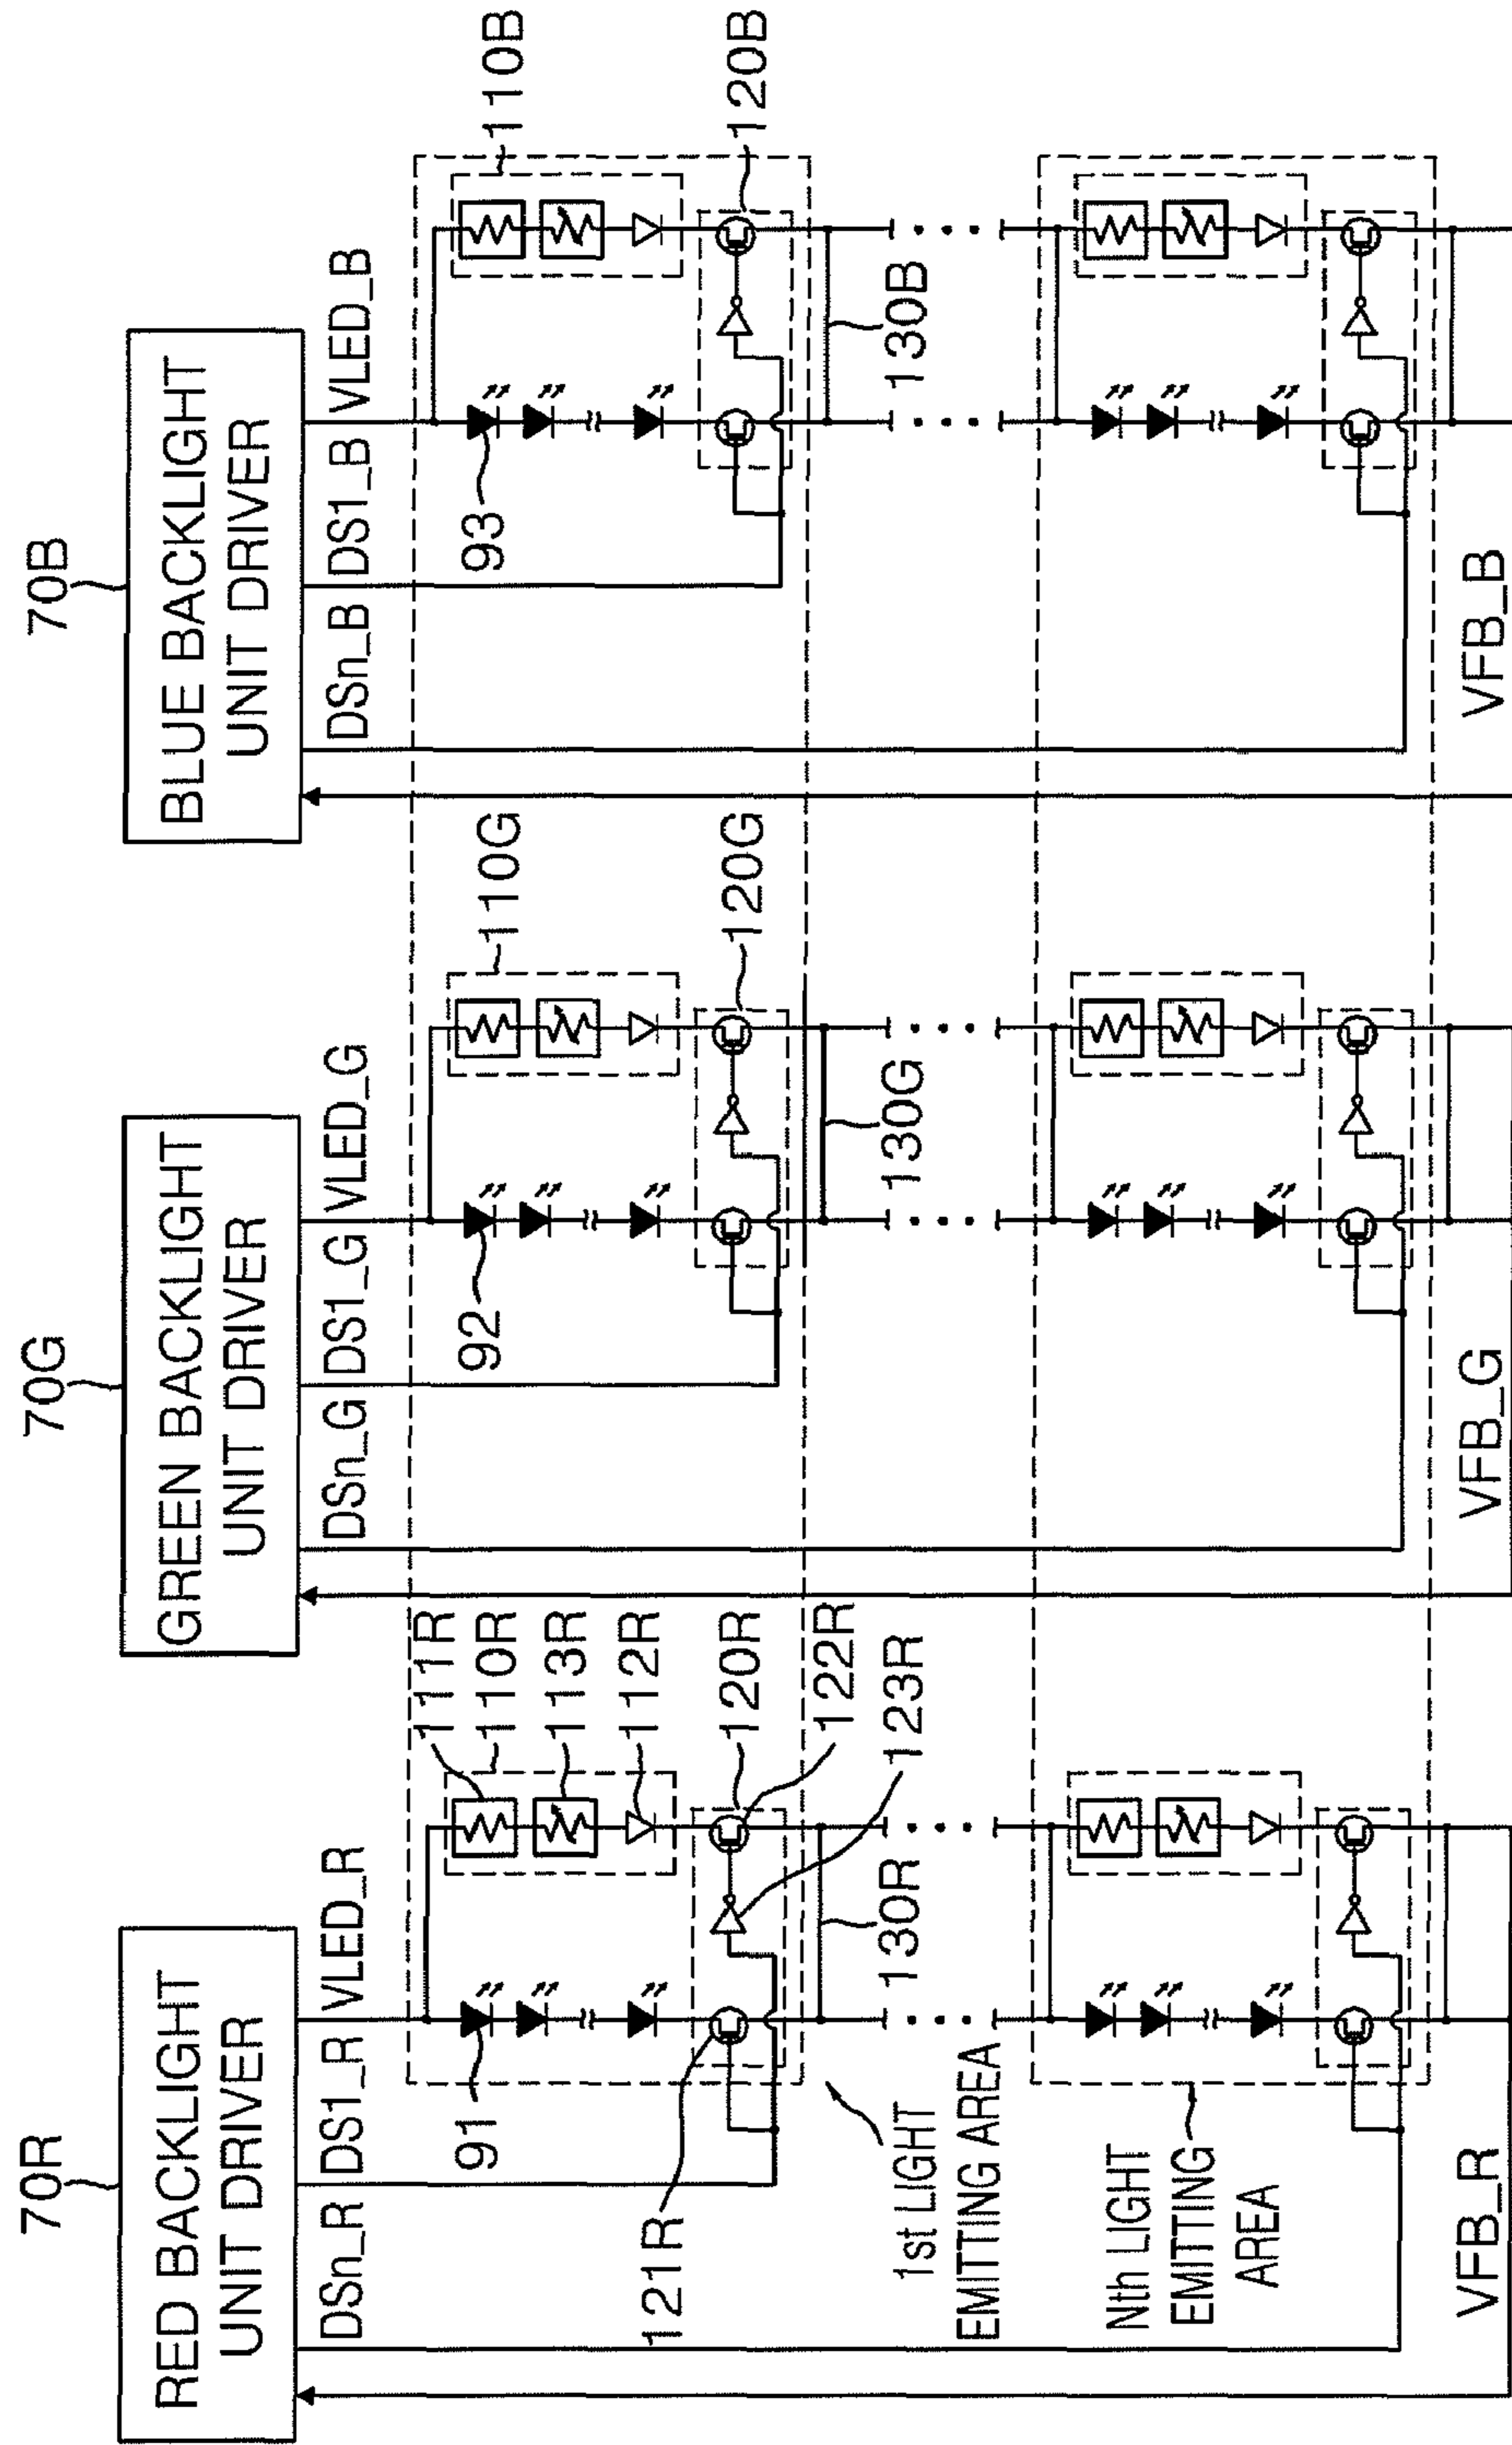 70R
RED BACKLIGHT
UNIT DRIVER
DSn_R
DS1_R
VLED_R
91
111R
110R
113R
112R
120R
122R
123R
121R
130R
1st LIGHT
EMITTING AREA
Nth LIGHT
EMITTING
AREA
VFB_R
70G
GREEN BACKLIGHT
UNIT DRIVER
DSn_G
DS1_G
VLED_G
92
110G
120G
130G
VFB_G
70B
BLUE BACKLIGHT
UNIT DRIVER
DSn_B
DS1_B
VLED_B
93
110B
120B
130B
VFB_B